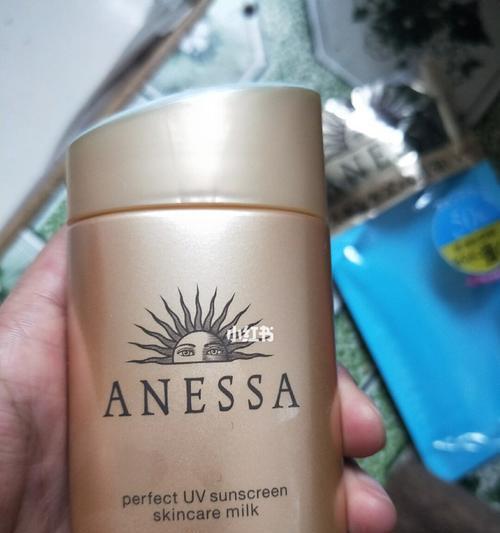 小红书
ANESSA
perfect UV sunscreen
skincare milk